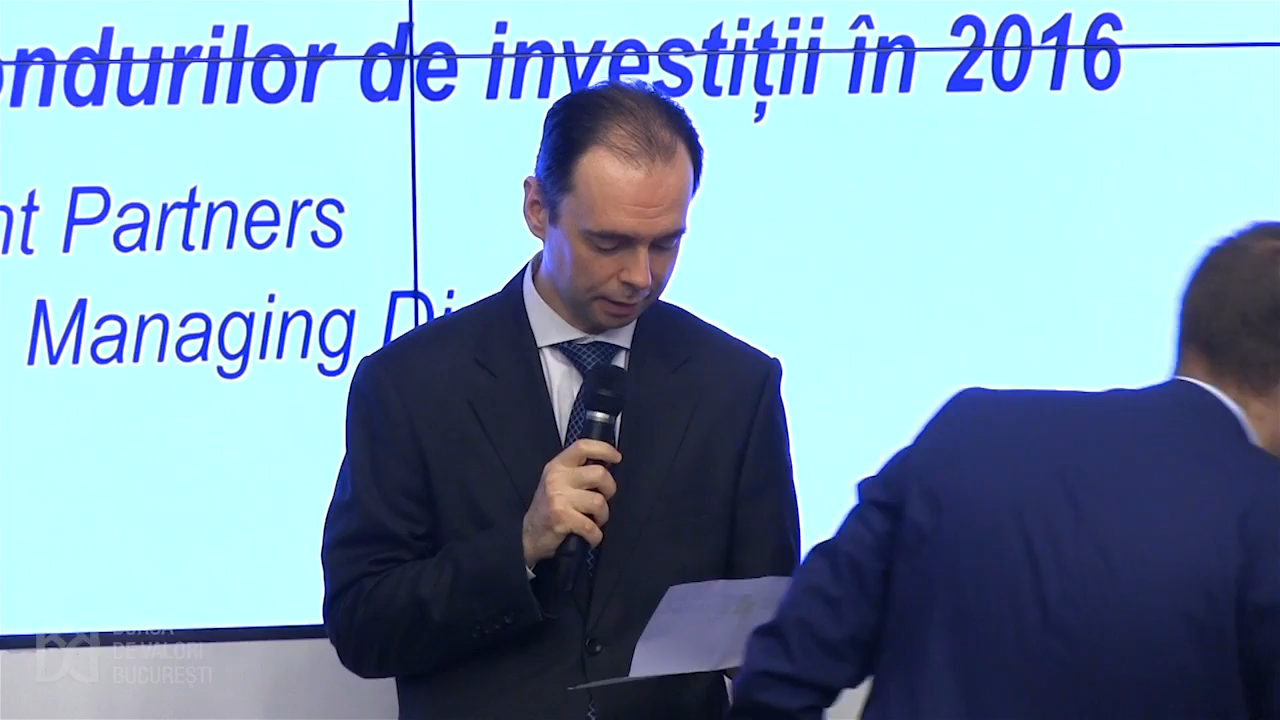 ondurilor de investiții în 2016
nt Partners
Managing Di
BURSA
DE VALORI
BUCUREȘTI